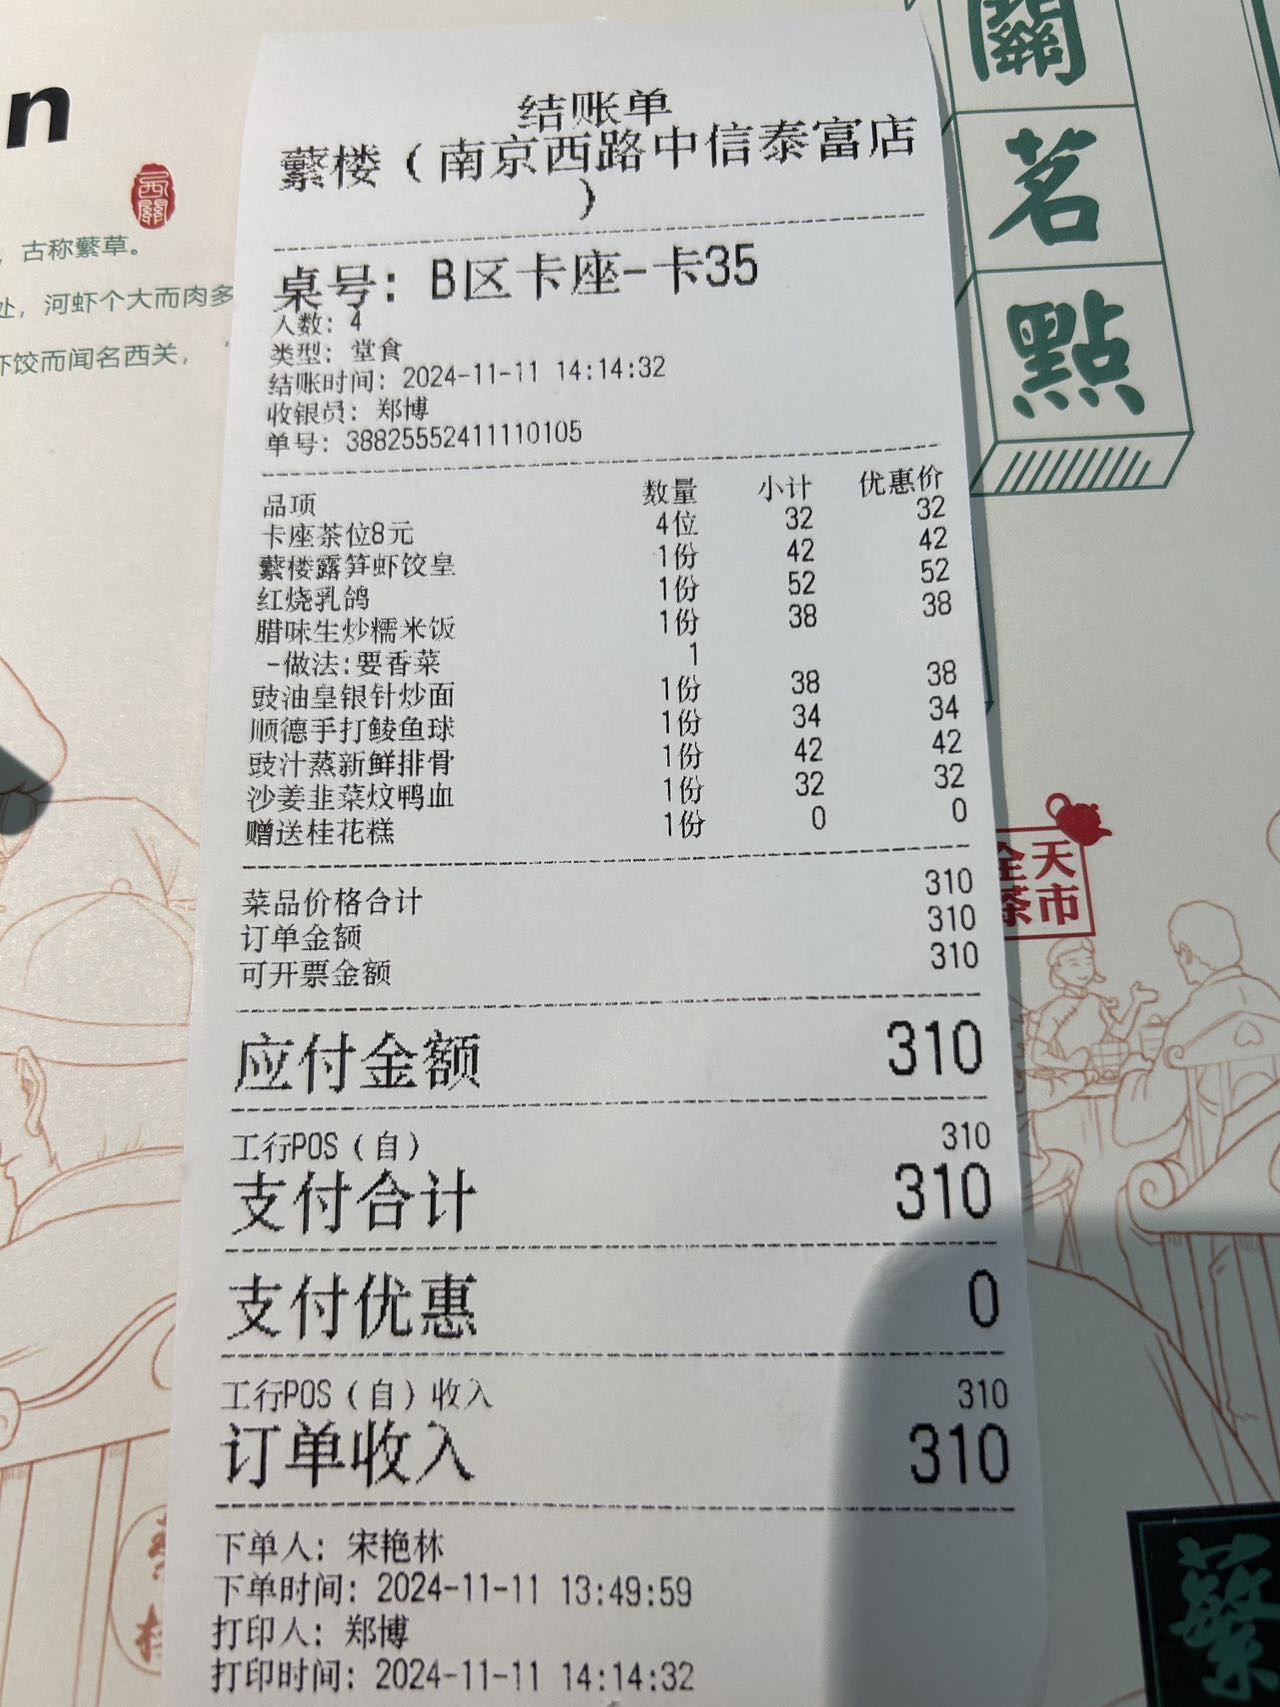 n
西關
，古称蘩草。
处，河虾个大而肉多
虾饺而闻名西关，
關
茗
點
全天
茶市
结账单
蘩楼（南京西路中信泰富店
）
桌号：B区卡座-卡35
人数：4
类型：堂食
结账时间：2024-11-11 14:14:32
收银员：郑博
单号：38825552411110105
品项 数量 小计 优惠价
卡座茶位8元 4位 32 32
蘩楼露笋虾饺皇 1份 42 42
红烧乳鸽 1份 52 52
腊味生炒糯米饭 1份 38 38
-做法:要香菜 1
豉油皇银针炒面 1份 38 38
顺德手打鲮鱼球 1份 34 34
豉汁蒸新鲜排骨 1份 42 42
沙姜韭菜炆鸭血 1份 32 32
赠送桂花糕 1份 0 0
菜品价格合计 310
订单金额 310
可开票金额 310
应付金额 310
工行POS（自） 310
支付合计 310
支付优惠 0
工行POS（自）收入 310
订单收入 310
下单人：宋艳林
下单时间：2024-11-11 13:49:59
打印人：郑博
打印时间：2024-11-11 14:14:32
蘩